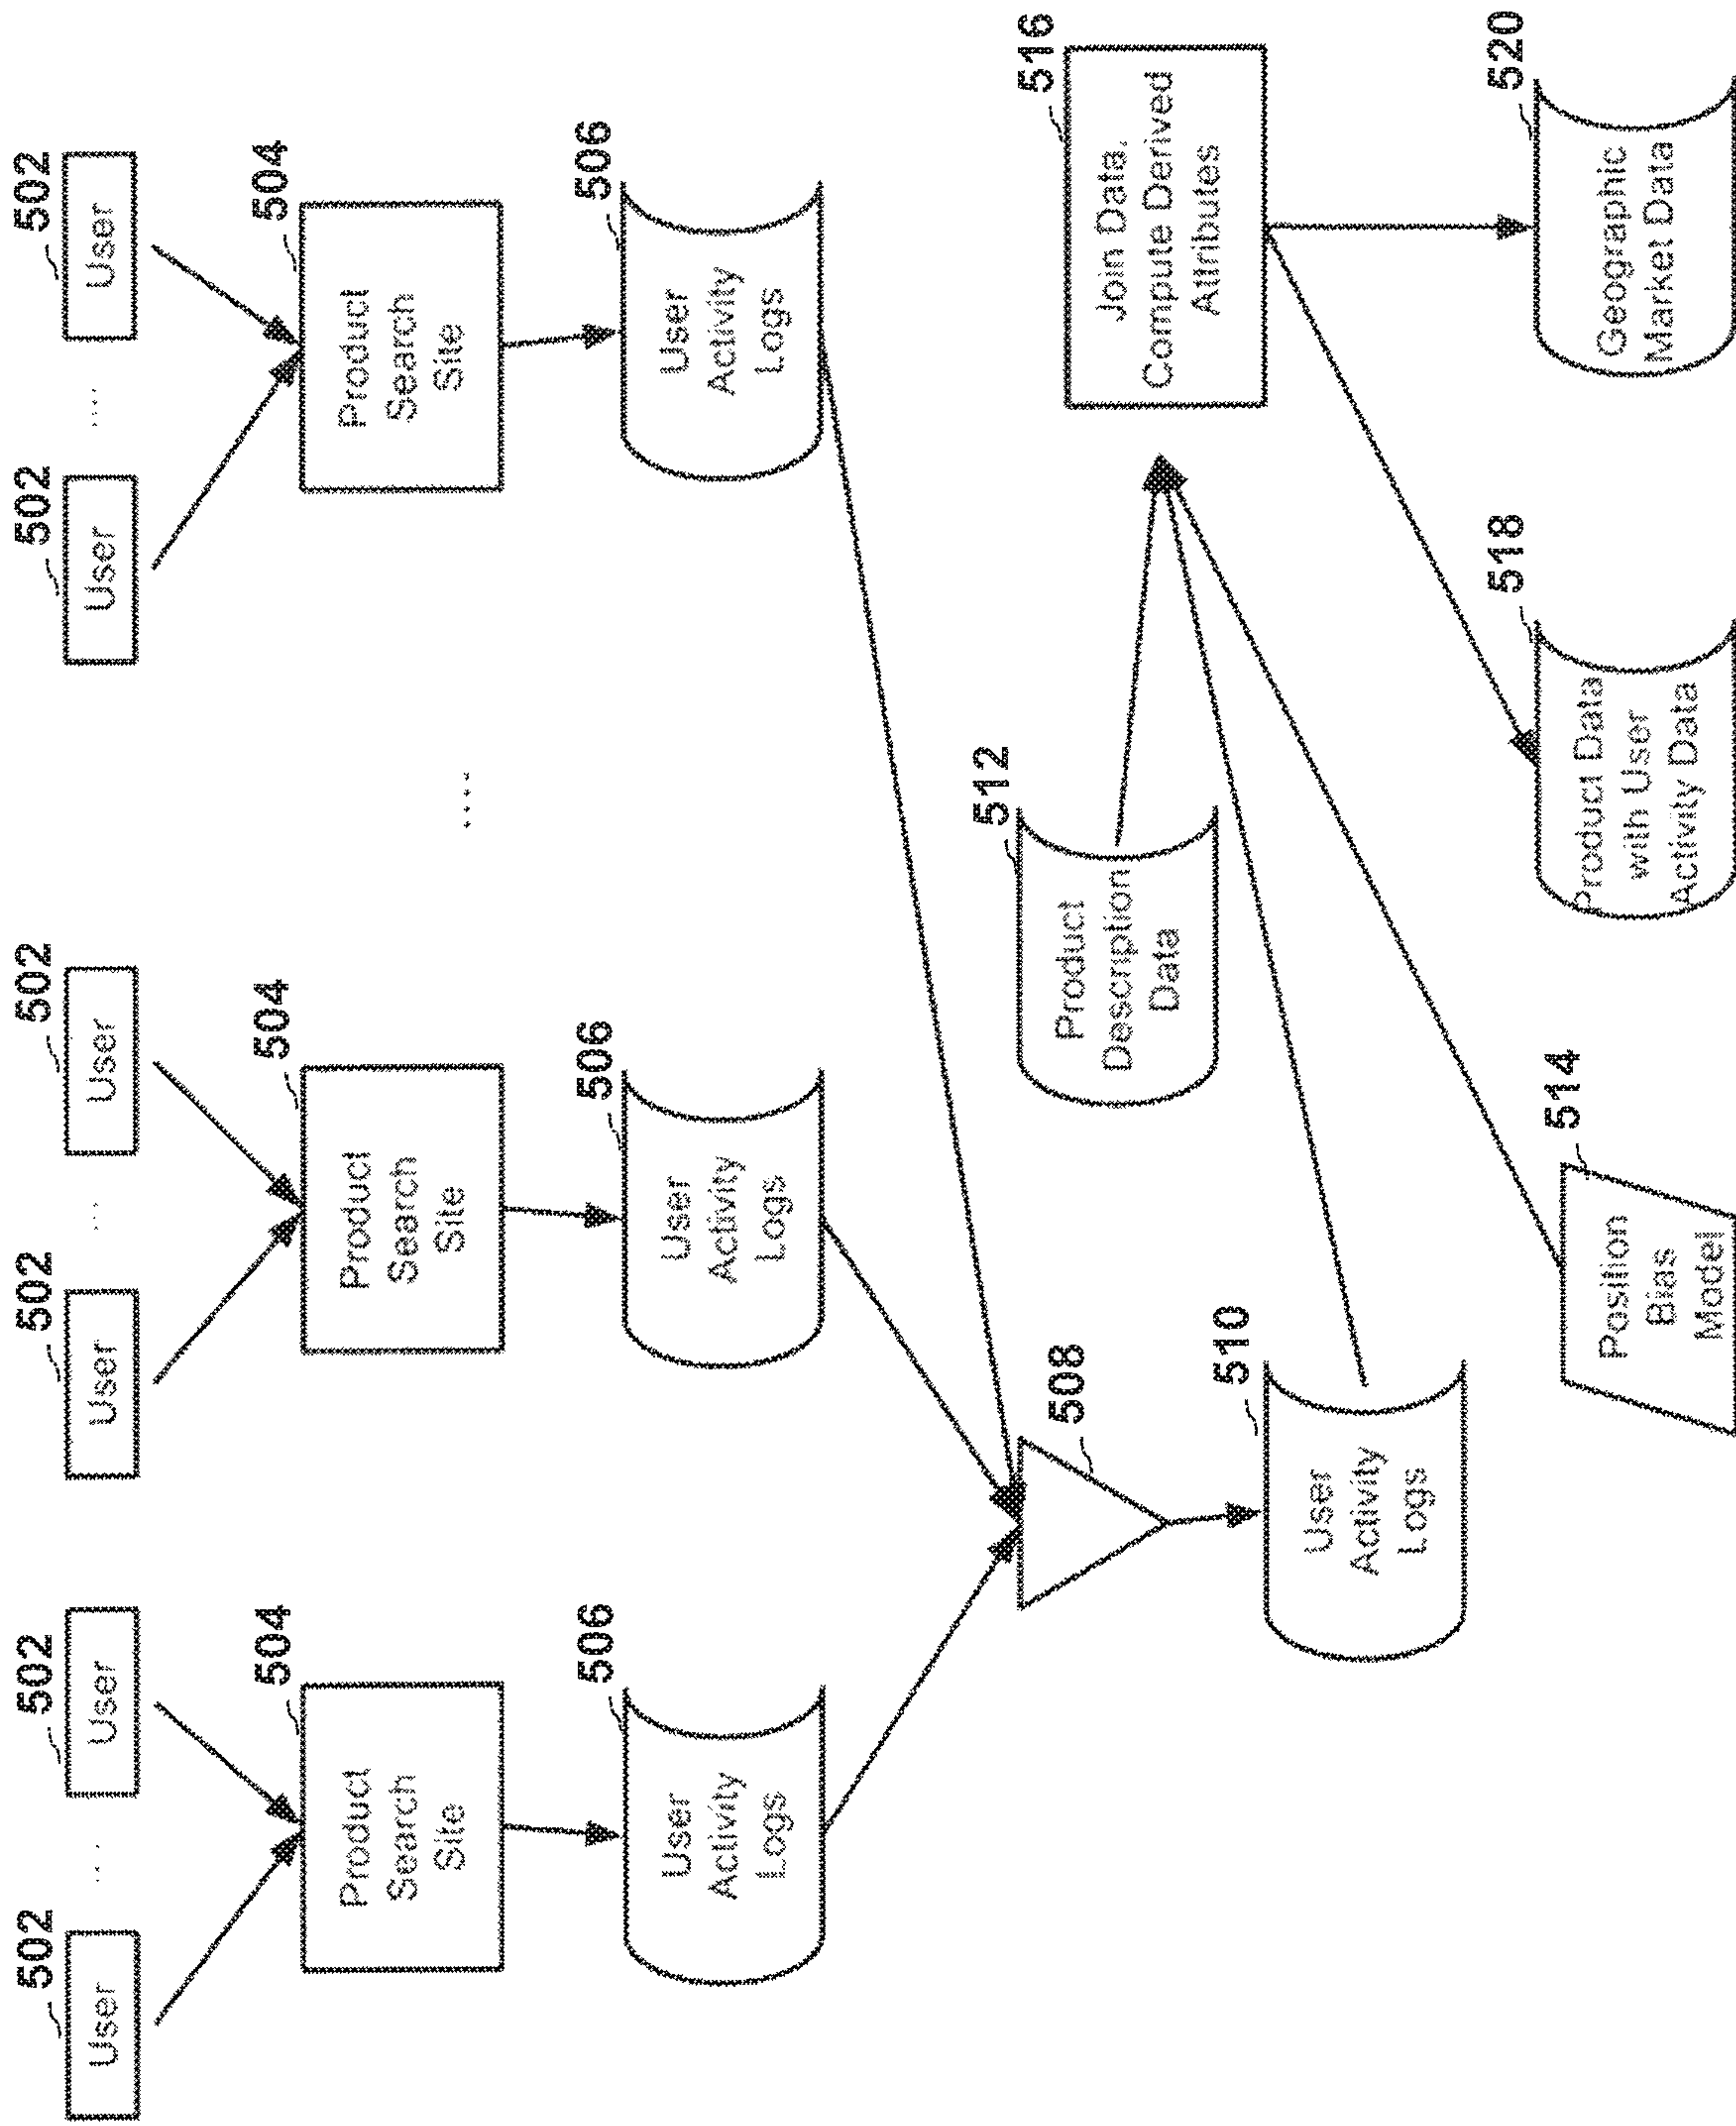 502
User
...
502
User
502
User
...
502
User
502
User
....
502
User
504
Product
Search
Site
504
Product
Search
Site
....
504
Product
Search
Site
506
User
Activity
Logs
506
User
Activity
Logs
506
User
Activity
Logs
508
510
User
Activity
Logs
512
Product
Description
Data
514
Position
Bias
Model
516
Join Data.
Compute Derived
Attributes
518
Product Data
with User
Activity Data
520
Geographic
Market Data